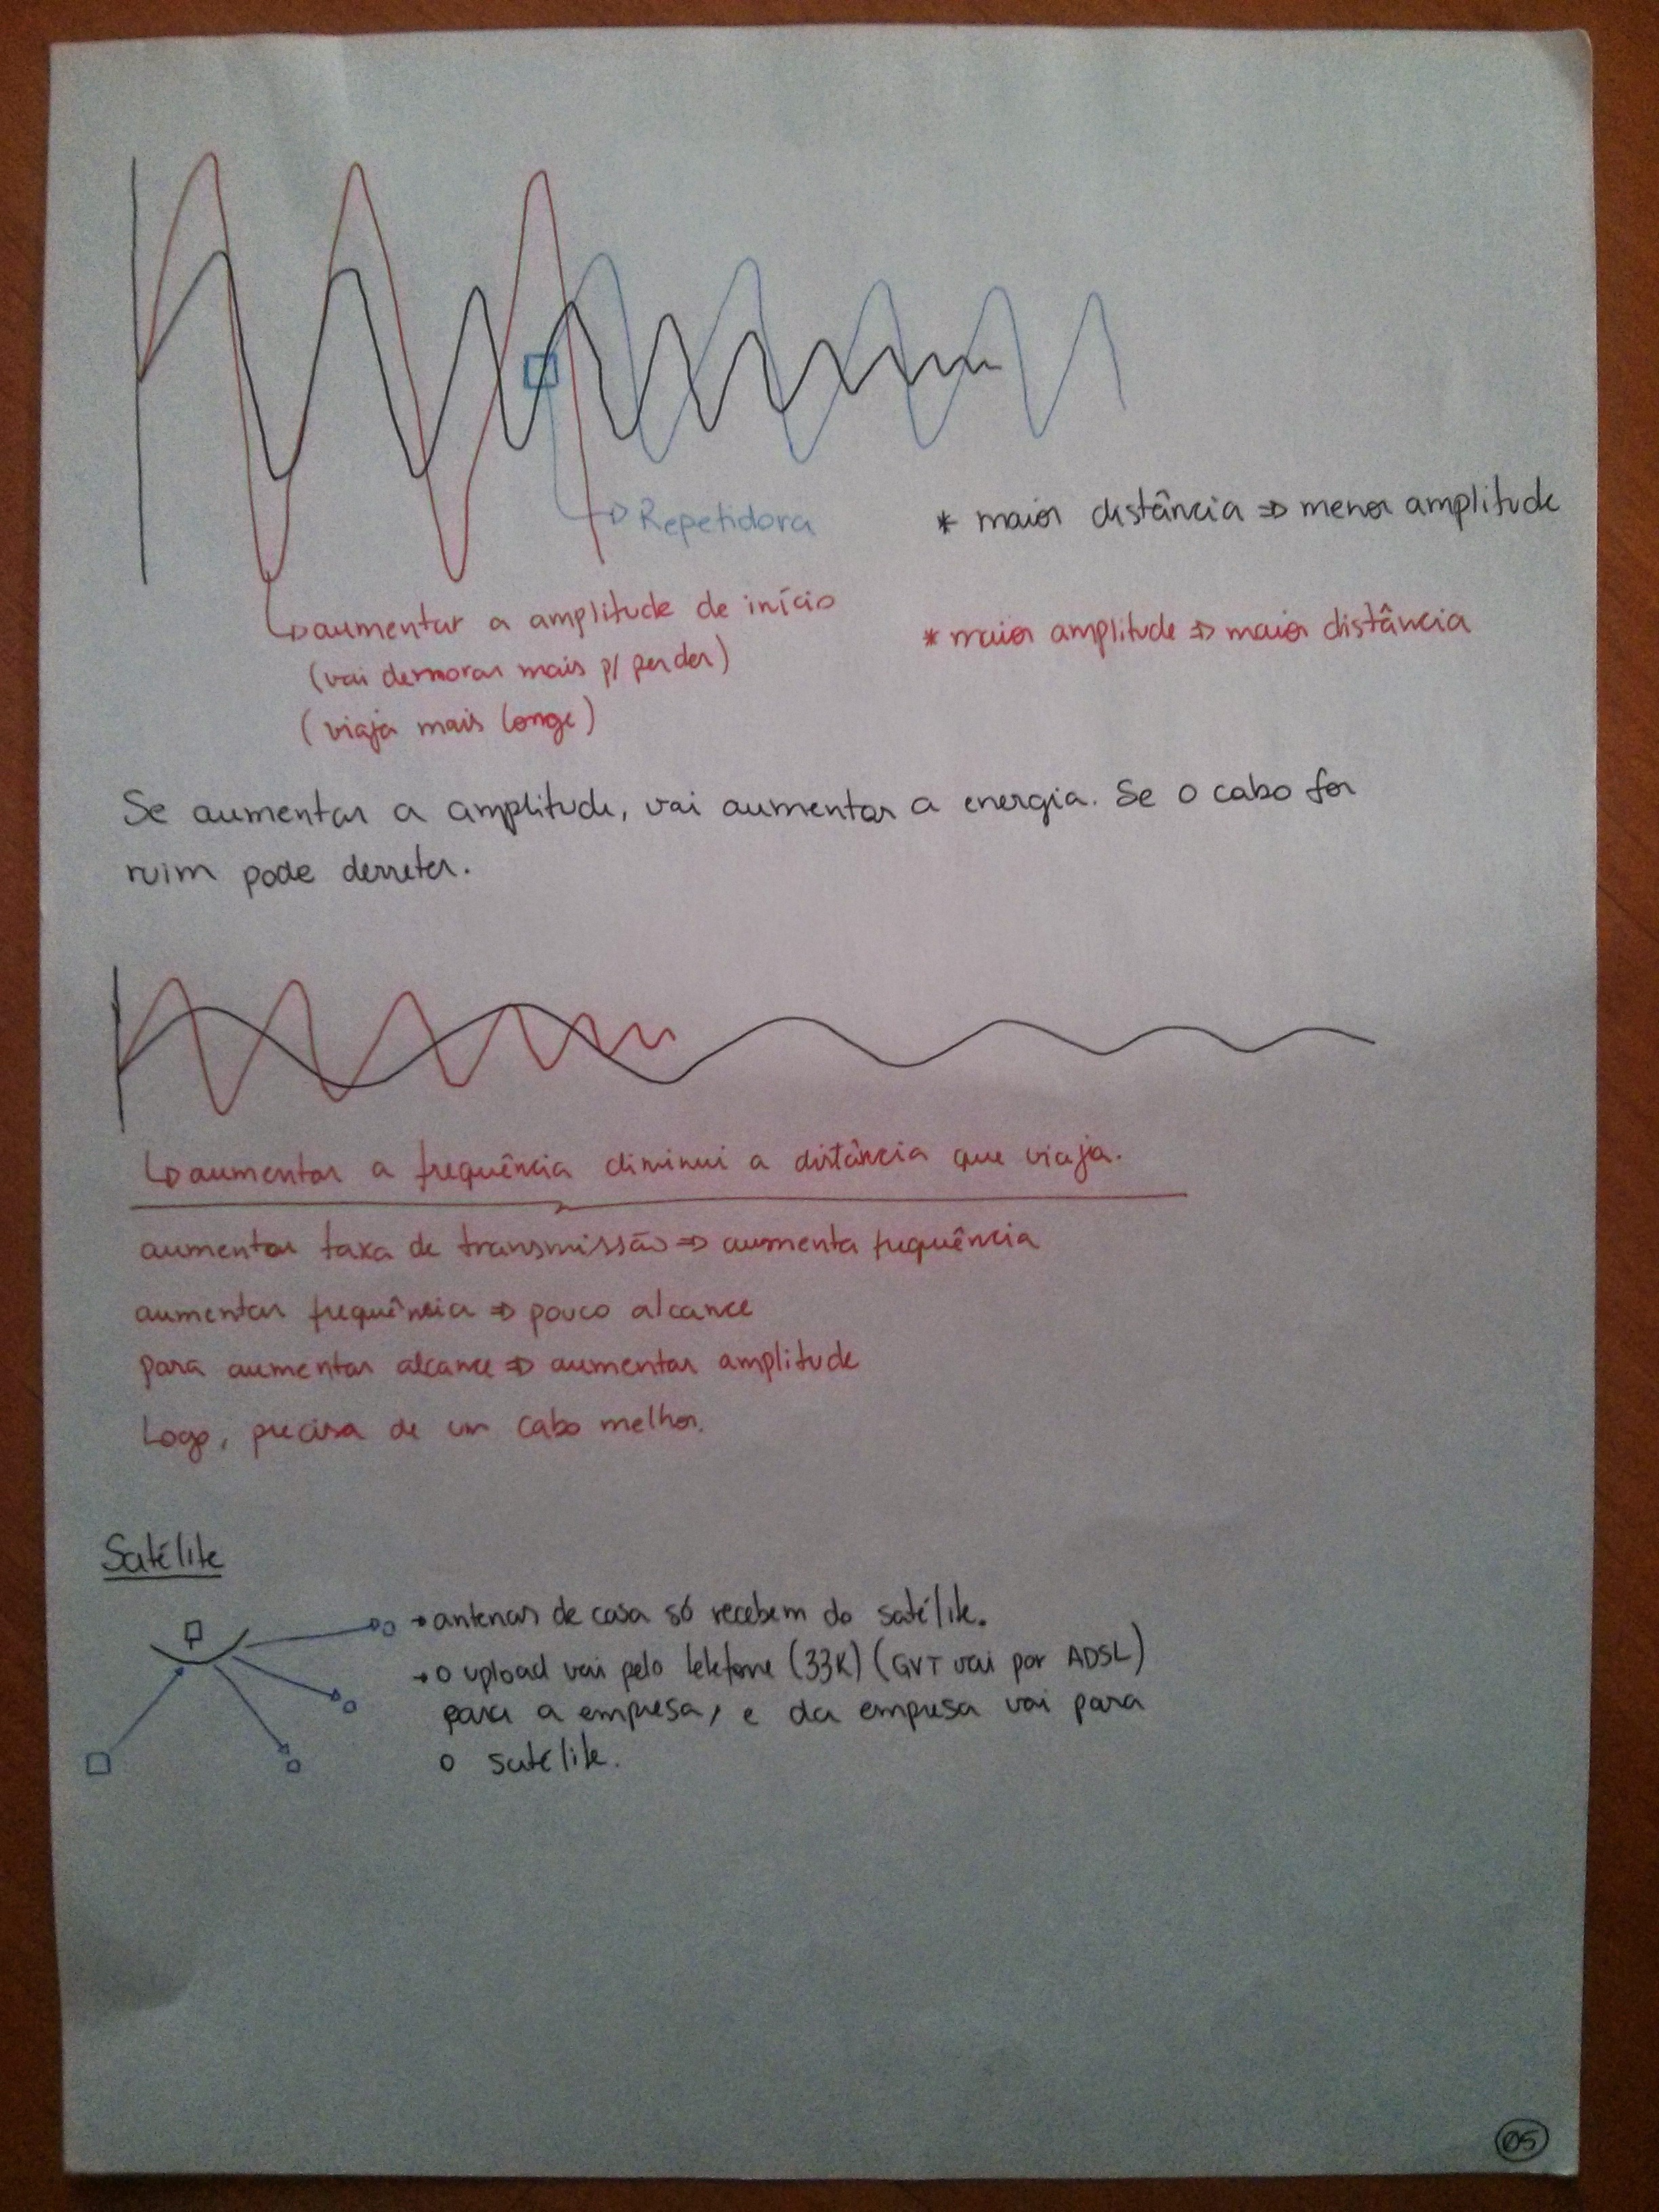 Repetidora
* maior distância => menor amplitude
aumentar a amplitude de início
* maior amplitude => maior distância
(vai demorar mais p/ perder)
(viaja mais longe)
Se aumentar a amplitude, vai aumentar a energia. Se o cabo for
ruim pode derreter.
aumentar a frequência diminui a distância que viaja.
aumentar taxa de transmissão => aumenta frequência
aumentar frequência => pouco alcance
para aumentar alcance => aumentar amplitude
Logo, precisa de um cabo melhor.
Satélite
→ antenas de casa só recebem do satélite.
→ o upload vai pelo telefone (33K) (GVT vai por ADSL)
para a empresa, e da empresa vai para
o satélite.
05